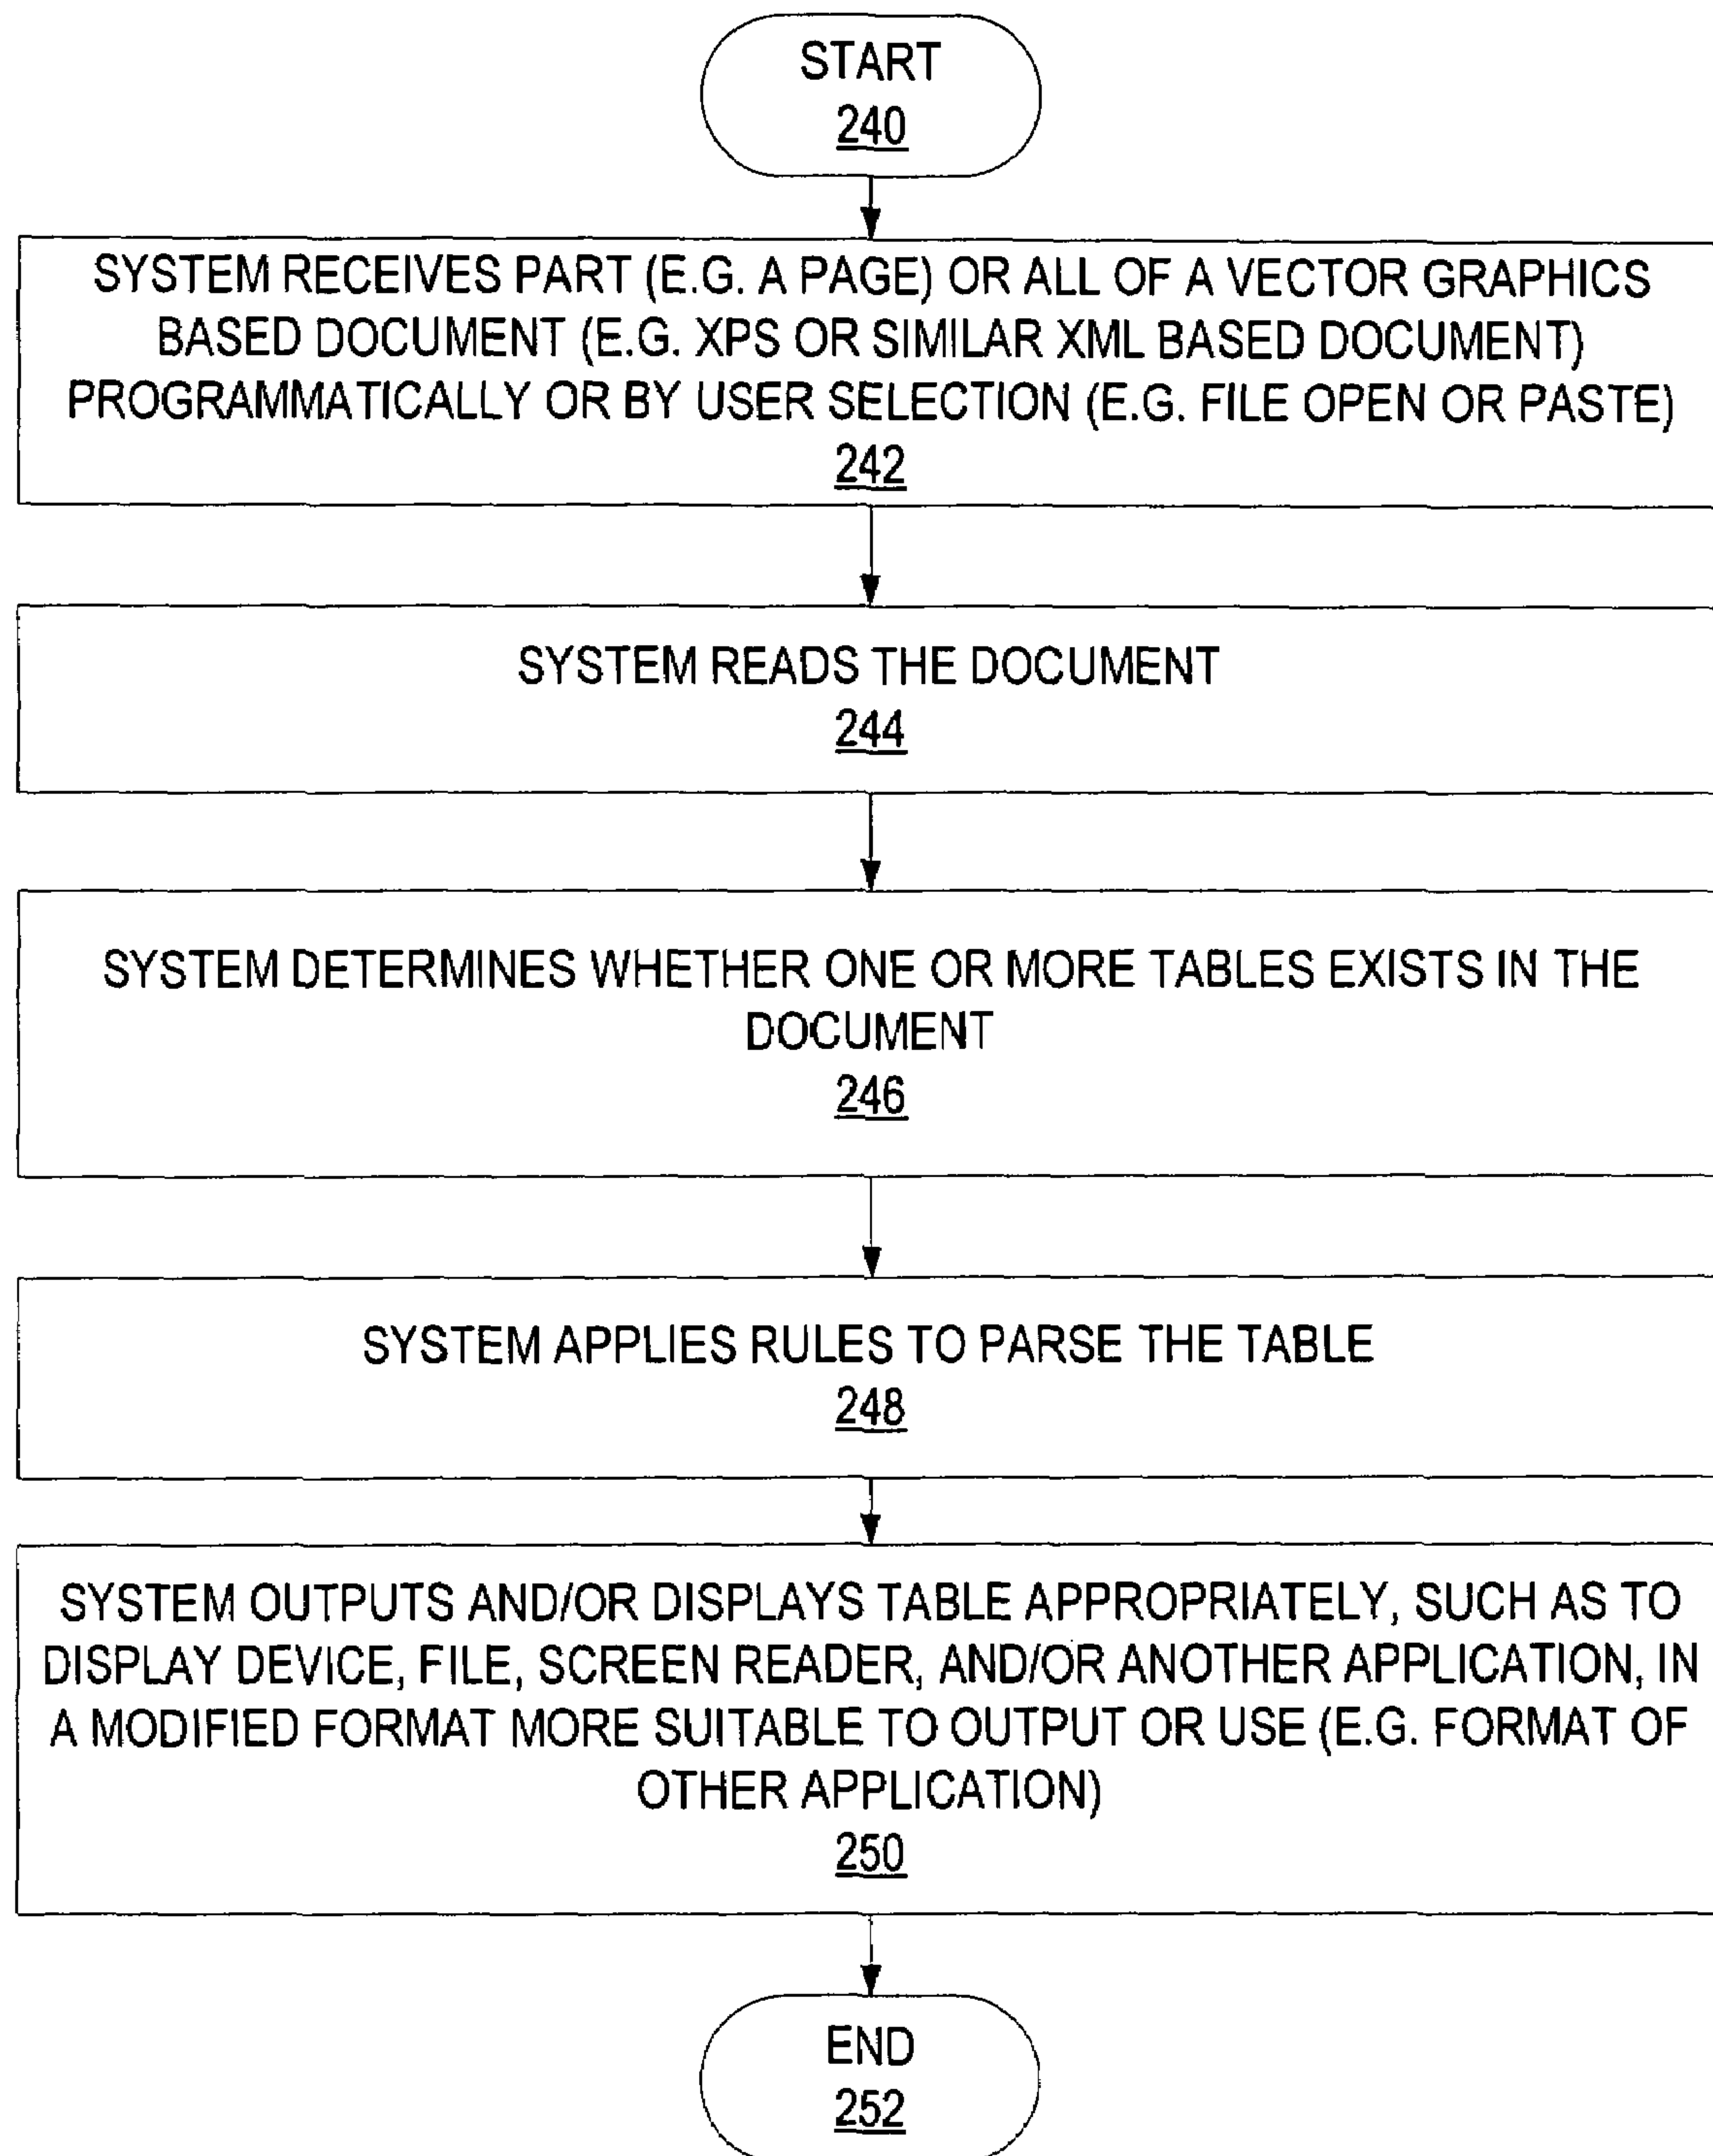 START
240
SYSTEM RECEIVES PART (E.G. A PAGE) OR ALL OF A VECTOR GRAPHICS
BASED DOCUMENT (E.G. XPS OR SIMILAR XML BASED DOCUMENT)
PROGRAMMATICALLY OR BY USER SELECTION (E.G. FILE OPEN OR PASTE)
242
SYSTEM READS THE DOCUMENT
244
SYSTEM DETERMINES WHETHER ONE OR MORE TABLES EXISTS IN THE
DOCUMENT
246
SYSTEM APPLIES RULES TO PARSE THE TABLE
248
SYSTEM OUTPUTS AND/OR DISPLAYS TABLE APPROPRIATELY, SUCH AS TO
DISPLAY DEVICE, FILE, SCREEN READER, AND/OR ANOTHER APPLICATION, IN
A MODIFIED FORMAT MORE SUITABLE TO OUTPUT OR USE (E.G. FORMAT OF
OTHER APPLICATION)
250
END
252